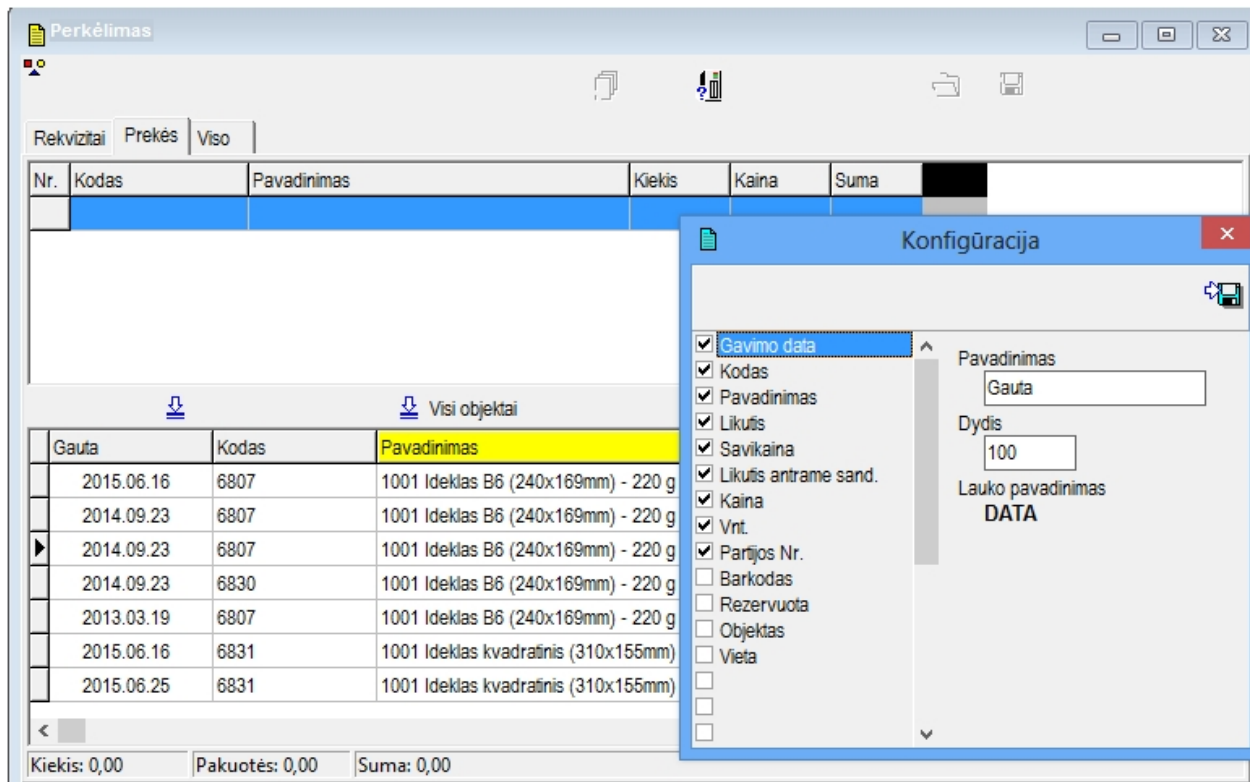 Perkėlimas
Rekvizitai Prekės Viso
Nr. Kodas Pavadinimas Kiekis Kaina Suma
Konfigūracija
Gavimo data
Kodas
Pavadinimas
Likutis
Savikaina
Likutis antrame sand.
Kaina
Vnt.
Partijos Nr.
Barkodas
Rezervuota
Objektas
Vieta
Pavadinimas
Gauta
Dydis
100
Lauko pavadinimas
DATA
Visi objektai
Gauta Kodas Pavadinimas
2015.06.16 6807 1001 Ideklas B6 (240x169mm) - 220 g
2014.09.23 6807 1001 Ideklas B6 (240x169mm) - 220 g
2014.09.23 6807 1001 Ideklas B6 (240x169mm) - 220 g
2014.09.23 6830 1001 Ideklas B6 (240x169mm) - 220 g
2013.03.19 6807 1001 Ideklas B6 (240x169mm) - 220 g
2015.06.16 6831 1001 Ideklas kvadratinis (310x155mm)
2015.06.25 6831 1001 Ideklas kvadratinis (310x155mm)
Kiekis: 0,00 Pakuotės: 0,00 Suma: 0,00